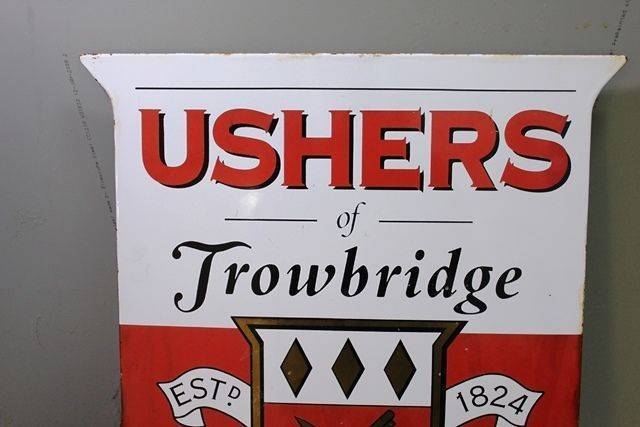 USHERS
of
Trowbridge
ESTD 1824